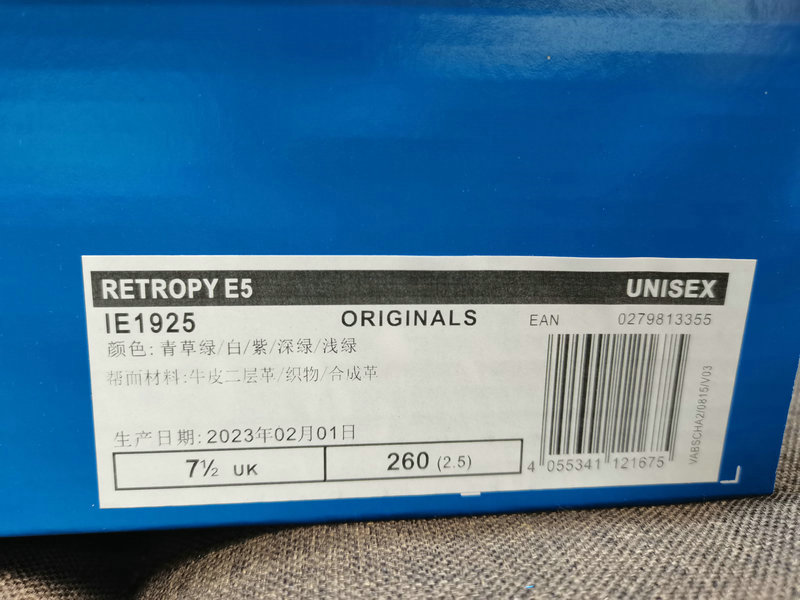 RETROPY E5 UNISEX
IE1925 ORIGINALS EAN 0279813355
颜色: 青草绿/白/紫/深绿/浅绿
帮面材料:牛皮二层革/织物/合成革
生产日期: 2023年02月01日
7½ UK 260 (2.5)
4 055341 121675
VABSCHA2/0815/V03